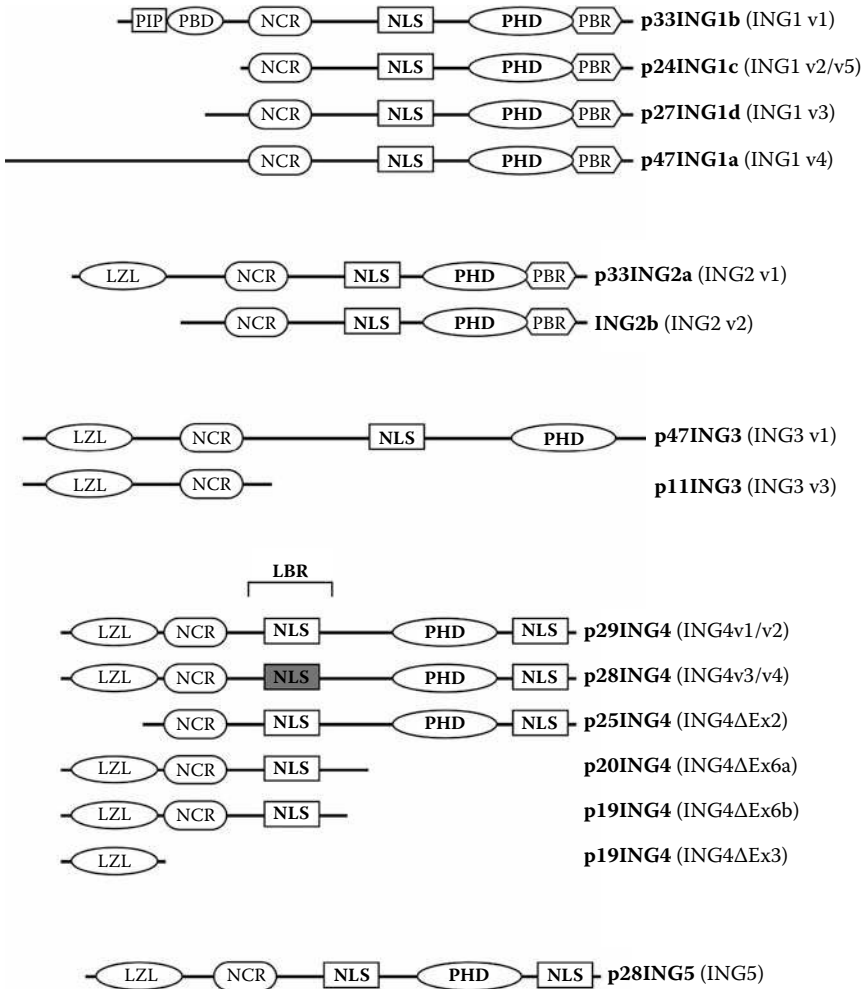 PIP PBD NCR NLS PHD PBR p33ING1b (ING1 v1)
NCR NLS PHD PBR p24ING1c (ING1 v2/v5)
NCR NLS PHD PBR p27ING1d (ING1 v3)
NCR NLS PHD PBR p47ING1a (ING1 v4)
LZL NCR NLS PHD PBR p33ING2a (ING2 v1)
NCR NLS PHD PBR ING2b (ING2 v2)
LZL NCR NLS PHD p47ING3 (ING3 v1)
LZL NCR p11ING3 (ING3 v3)
LBR
LZL NCR NLS PHD NLS p29ING4 (ING4v1/v2)
LZL NCR NLS PHD NLS p28ING4 (ING4v3/v4)
NCR NLS PHD NLS p25ING4 (ING4ΔEx2)
LZL NCR NLS p20ING4 (ING4ΔEx6a)
LZL NCR NLS p19ING4 (ING4ΔEx6b)
LZL p19ING4 (ING4ΔEx3)
LZL NCR NLS PHD NLS p28ING5 (ING5)